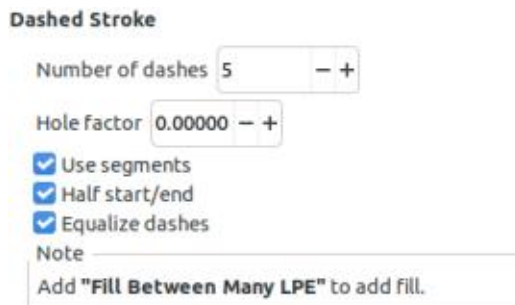 Dashed Stroke
Number of dashes 5 − +
Hole factor 0.00000 − +
Use segments
Half start/end
Equalize dashes
Note
Add "Fill Between Many LPE" to add fill.